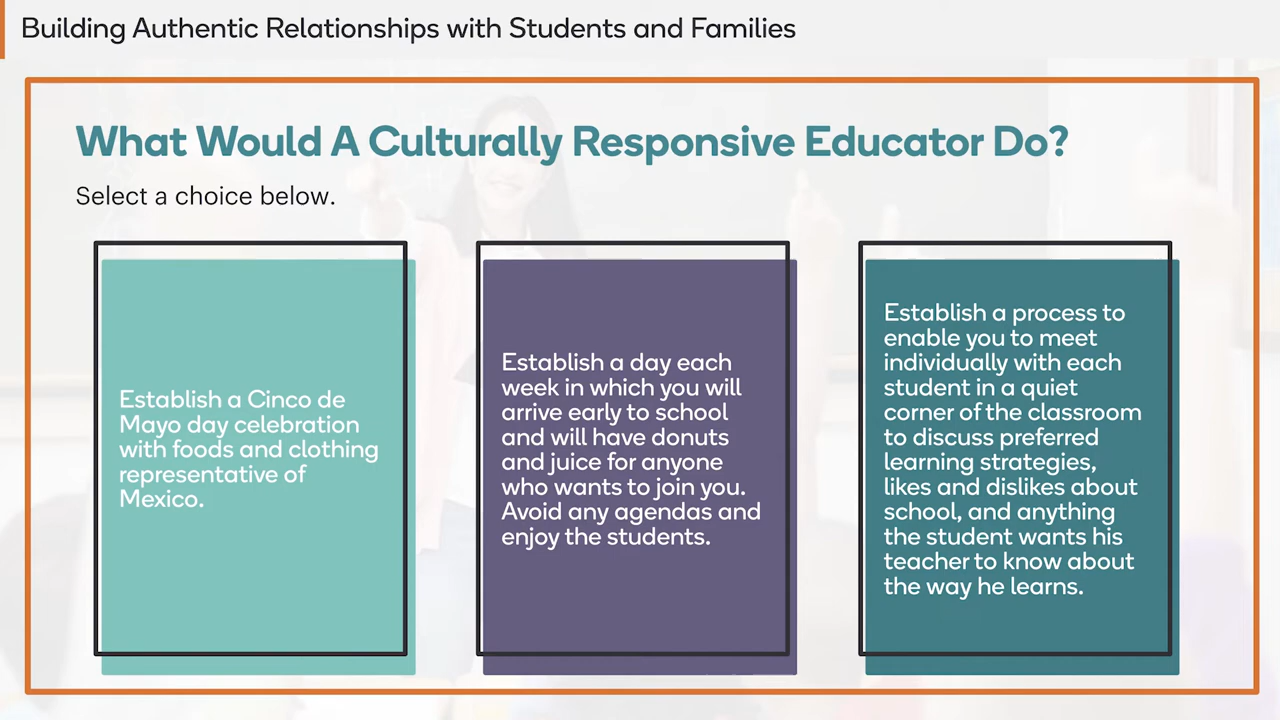 Building Authentic Relationships with Students and Families
What Would A Culturally Responsive Educator Do?
Select a choice below.
Establish a Cinco de
Mayo day celebration
with foods and clothing
representative of
Mexico.
Establish a day each
week in which you will
arrive early to school
and will have donuts
and juice for anyone
who wants to join you.
Avoid any agendas and
enjoy the students.
Establish a process to
enable you to meet
individually with each
student in a quiet
corner of the classroom
to discuss preferred
learning strategies,
likes and dislikes about
school, and anything
the student wants his
teacher to know about
the way he learns.